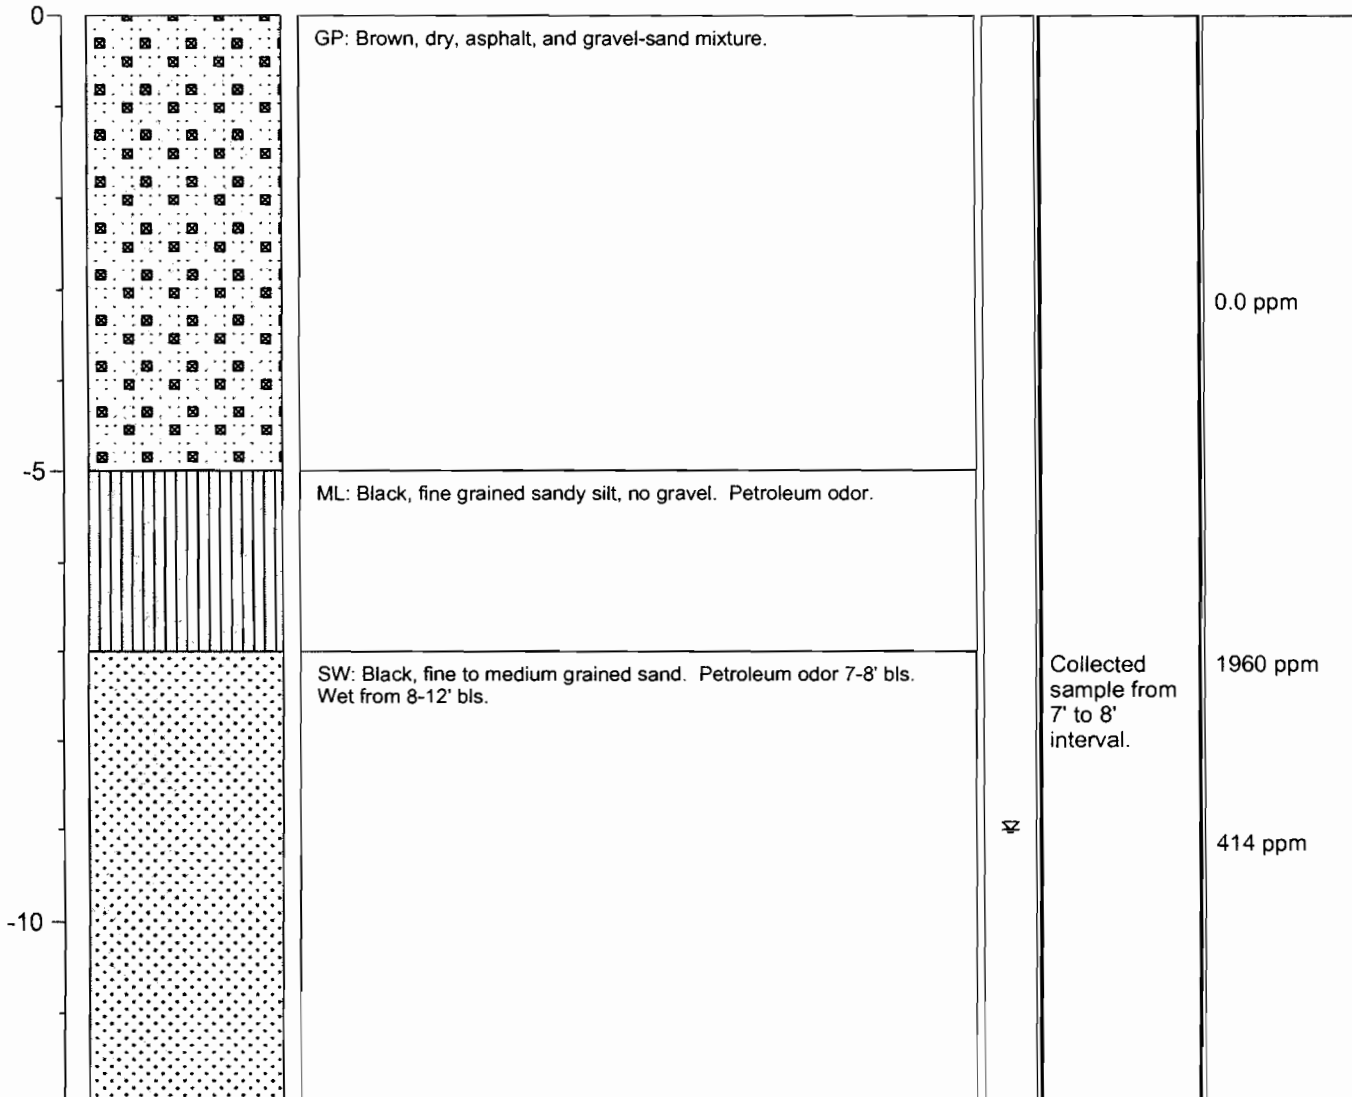 0
GP: Brown, dry, asphalt, and gravel-sand mixture.
0.0 ppm
-5
ML: Black, fine grained sandy silt, no gravel.  Petroleum odor.
SW: Black, fine to medium grained sand.  Petroleum odor 7-8' bls.
Wet from 8-12' bls.
Collected
sample from
7' to 8'
interval.
1960 ppm
414 ppm
-10